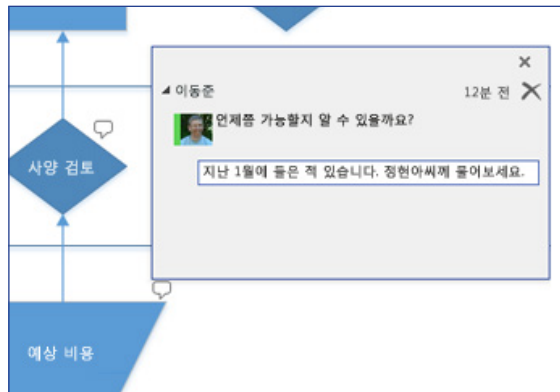 이동준
12분 전
언제쯤 가능할지 알 수 있을까요?
지난 1월에 들은 적 있습니다. 정현아씨께 물어보세요.
사양 검토
예상 비용